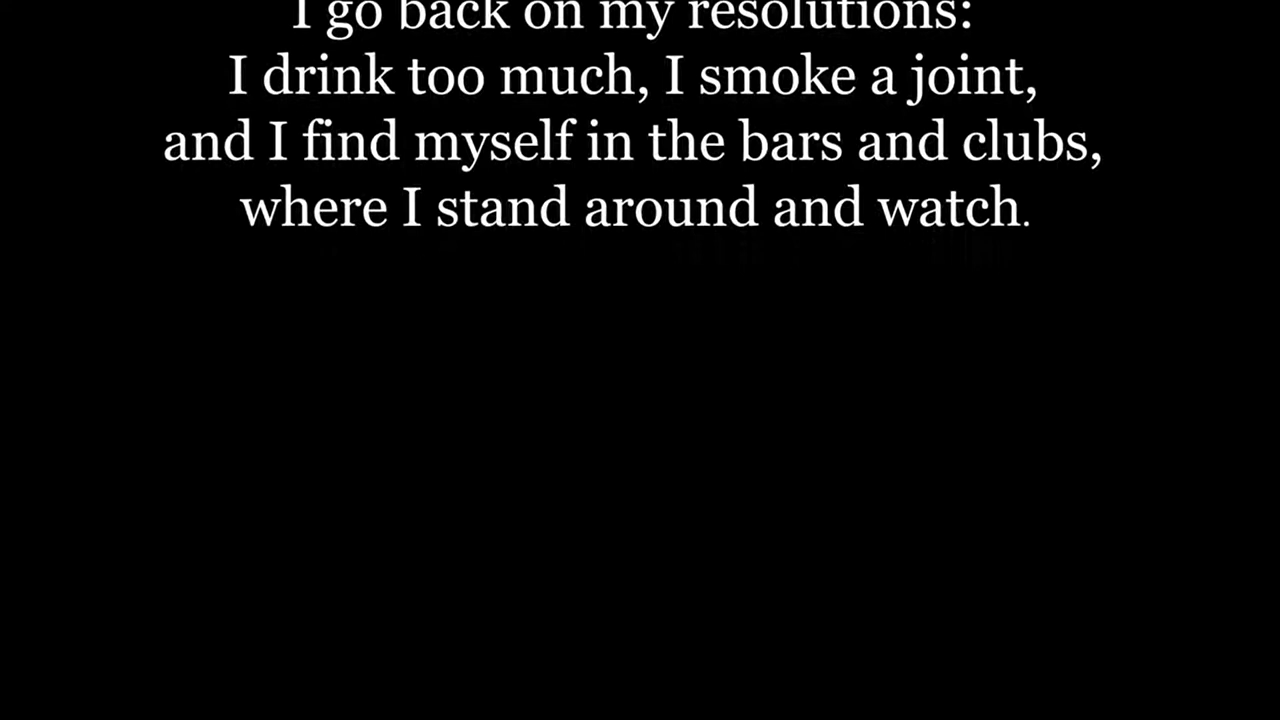 I go back on my resolutions:
I drink too much, I smoke a joint,
and I find myself in the bars and clubs,
where I stand around and watch.